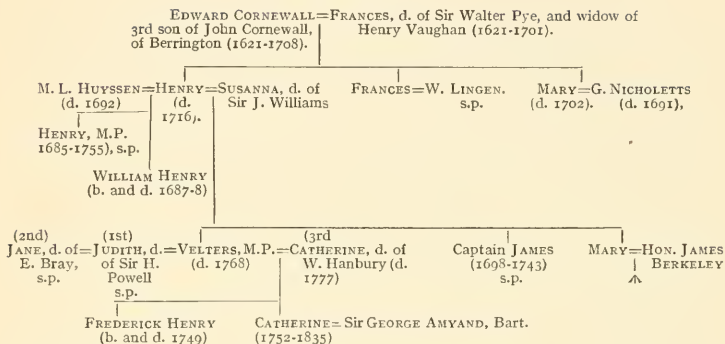 EDWARD CORNEWALL=FRANCES, d. of Sir Walter Pye, and widow of
3rd son of John Cornewall, Henry Vaughan (1621-1701).
of Berrington (1621-1708).
M. L. HUYSSEN=HENRY=SUSANNA, d. of FRANCES=W. LINGEN. MARY=G. NICHOLETTS
(d. 1692) (d. Sir J. Williams s.p. (d. 1702). (d. 1691),
1716).
HENRY, M.P.
1685-1755), s.p.
WILLIAM HENRY
(b. and d. 1687-8)
(2nd) (1st) (3rd
JANE, d. of=JUDITH, d.=VELTERS, M.P.=CATHERINE, d. of Captain JAMES MARY=HON. JAMES
E. Bray, of Sir H. (d. 1768) W. Hanbury (d. (1698-1743) BERKELEY
s.p. Powell 1777) s.p.
s.p.
FREDERICK HENRY CATHERINE=Sir GEORGE AMYAND, Bart.
(b. and d. 1749) (1752-1835)